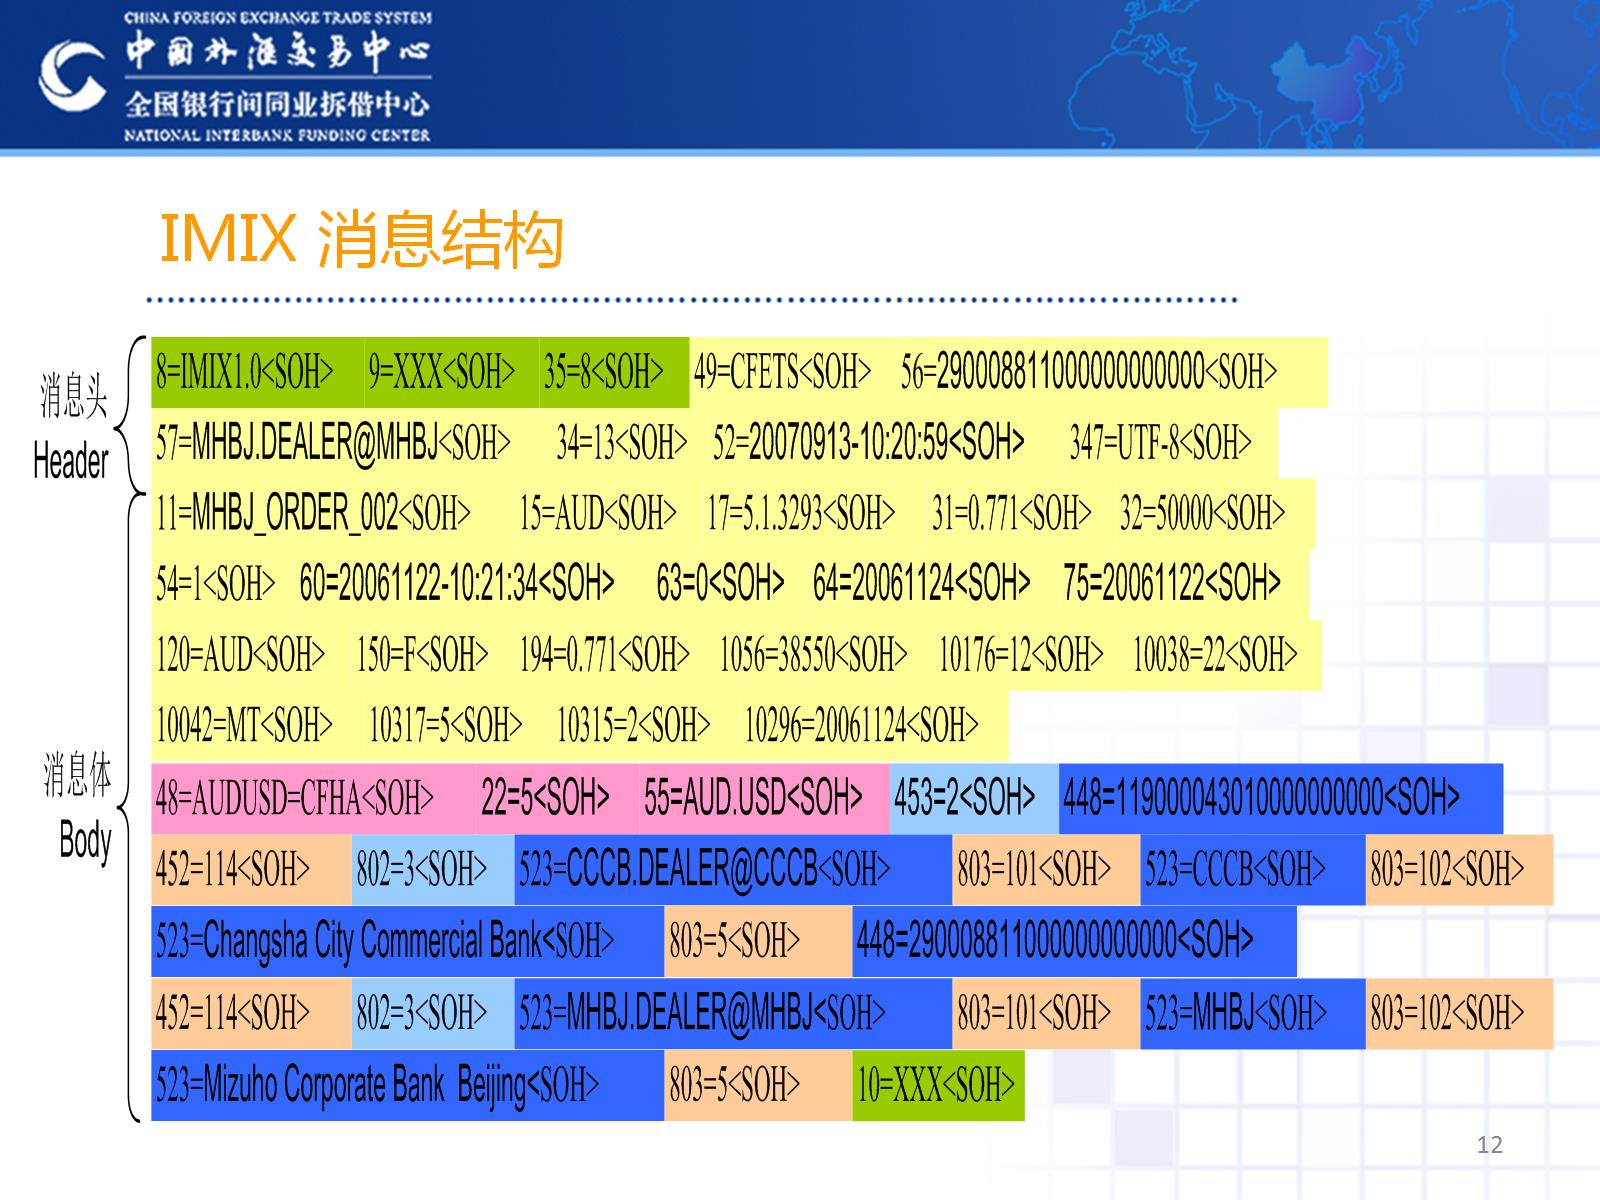 CHINA FOREIGN EXCHANGE TRADE SYSTEM
中国外汇交易中心
全国银行间同业拆借中心
NATIONAL INTERBANK FUNDING CENTER
IMIX 消息结构
消息头
Header
8=IMIX1.0<SOH> 9=XXX<SOH> 35=8<SOH> 49=CFETS<SOH> 56=290008811000000000000<SOH>
57=MHBJ.DEALER@MHBJ<SOH> 34=13<SOH> 52=20070913-10:20:59<SOH> 347=UTF-8<SOH>
消息体
Body
11=MHBJ_ORDER_002<SOH> 15=AUD<SOH> 17=5.1.3293<SOH> 31=0.771<SOH> 32=50000<SOH>
54=1<SOH> 60=20061122-10:21:34<SOH> 63=0<SOH> 64=20061124<SOH> 75=20061122<SOH>
120=AUD<SOH> 150=F<SOH> 194=0.771<SOH> 1056=38550<SOH> 10176=12<SOH> 10038=22<SOH>
10042=MT<SOH> 10317=5<SOH> 10315=2<SOH> 10296=20061124<SOH>
48=AUDUSD=CFHA<SOH> 22=5<SOH> 55=AUD.USD<SOH> 453=2<SOH> 448=119000043010000000000<SOH>
452=114<SOH> 802=3<SOH> 523=CCCB.DEALER@CCCB<SOH> 803=101<SOH> 523=CCCB<SOH> 803=102<SOH>
523=Changsha City Commercial Bank<SOH> 803=5<SOH> 448=290008811000000000000<SOH>
452=114<SOH> 802=3<SOH> 523=MHBJ.DEALER@MHBJ<SOH> 803=101<SOH> 523=MHBJ<SOH> 803=102<SOH>
523=Mizuho Corporate Bank  Beijing<SOH> 803=5<SOH> 10=XXX<SOH>
12